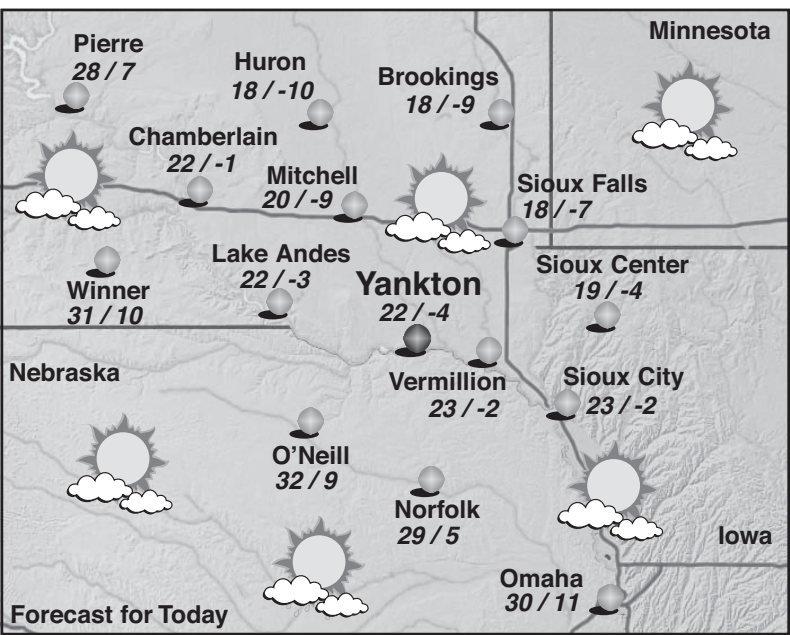 Minnesota
Pierre
28 / 7
Huron
18 / -10
Brookings
18 / -9
Chamberlain
22 / -1
Mitchell
20 / -9
Sioux Falls
18 / -7
Lake Andes
22 / -3
Yankton
22 / -4
Sioux Center
19 / -4
Winner
31 / 10
Nebraska
Vermillion
23 / -2
Sioux City
23 / -2
O’Neill
32 / 9
Norfolk
29 / 5
Iowa
Omaha
30 / 11
Forecast for Today